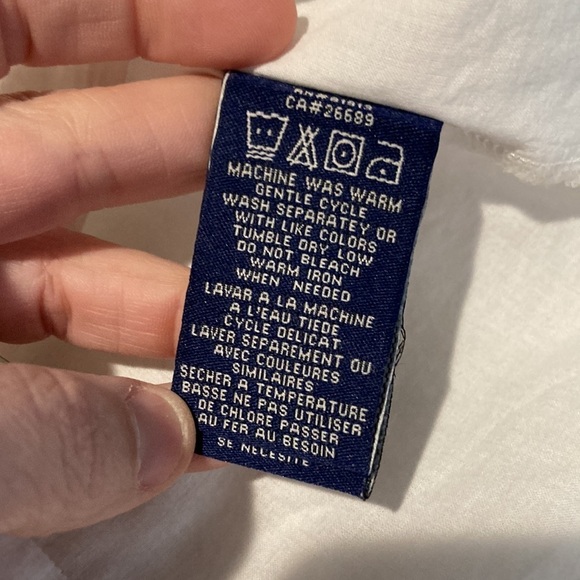 CA#26689
MACHINE WAS WARM
GENTLE CYCLE
WASH SEPARATEY OR
WITH LIKE COLORS
TUMBLE DRY LOW
DO NOT BLEACH
WARM IRON
WHEN NEEDED
LAVAR A LA MACHINE
A L'EAU TIEDE
CYCLE DELICAT
LAVER SEPAREMENT OU
AVEC COULEURES
SIMILAIRES
SECHER A TEMPERATURE
BASSE NE PAS UTILISER
DE CHLORE PASSER
AU FER AU BESOIN
SE NECESITE